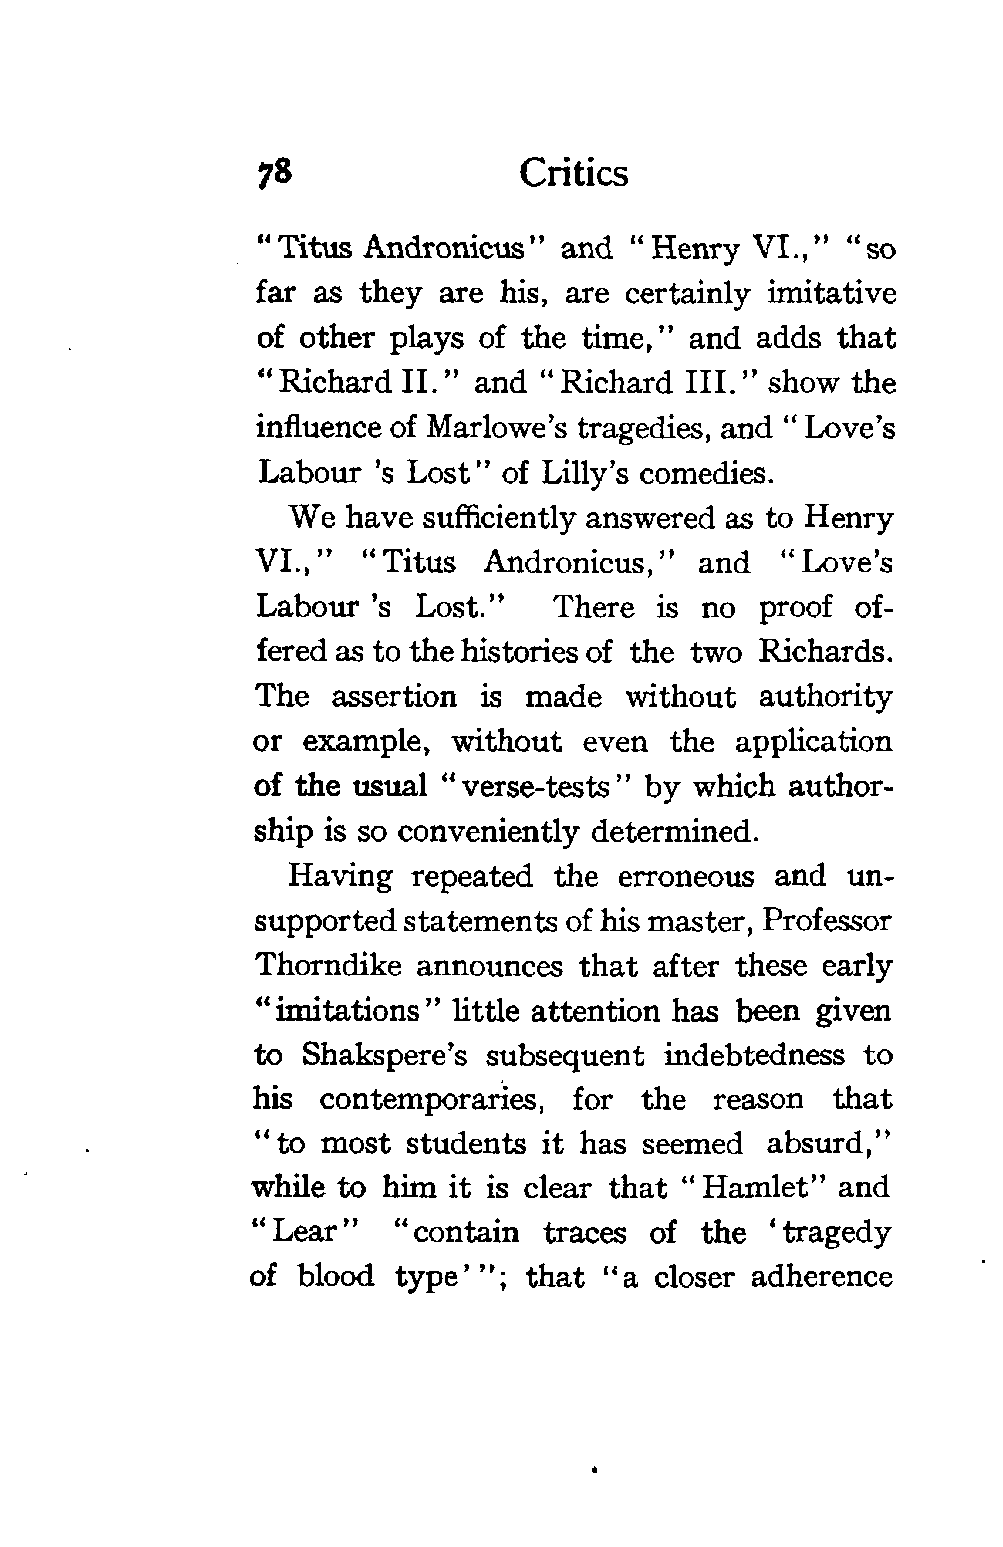 78 Critics
"Titus Andronicus" and "Henry VI.," "so
far as they are his, are certainly imitative
of other plays of the time," and adds that
"Richard II." and "Richard III." show the
influence of Marlowe's tragedies, and "Love's
Labour 's Lost" of Lilly's comedies.
We have sufficiently answered as to Henry
VI.," "Titus Andronicus," and "Love's
Labour 's Lost." There is no proof of-
fered as to the histories of the two Richards.
The assertion is made without authority
or example, without even the application
of the usual "verse-tests" by which author-
ship is so conveniently determined.
Having repeated the erroneous and un-
supported statements of his master, Professor
Thorndike announces that after these early
"imitations" little attention has been given
to Shakspere's subsequent indebtedness to
his contemporaries, for the reason that
"to most students it has seemed absurd,"
while to him it is clear that "Hamlet" and
"Lear" "contain traces of the 'tragedy
of blood type'"; that "a closer adherence